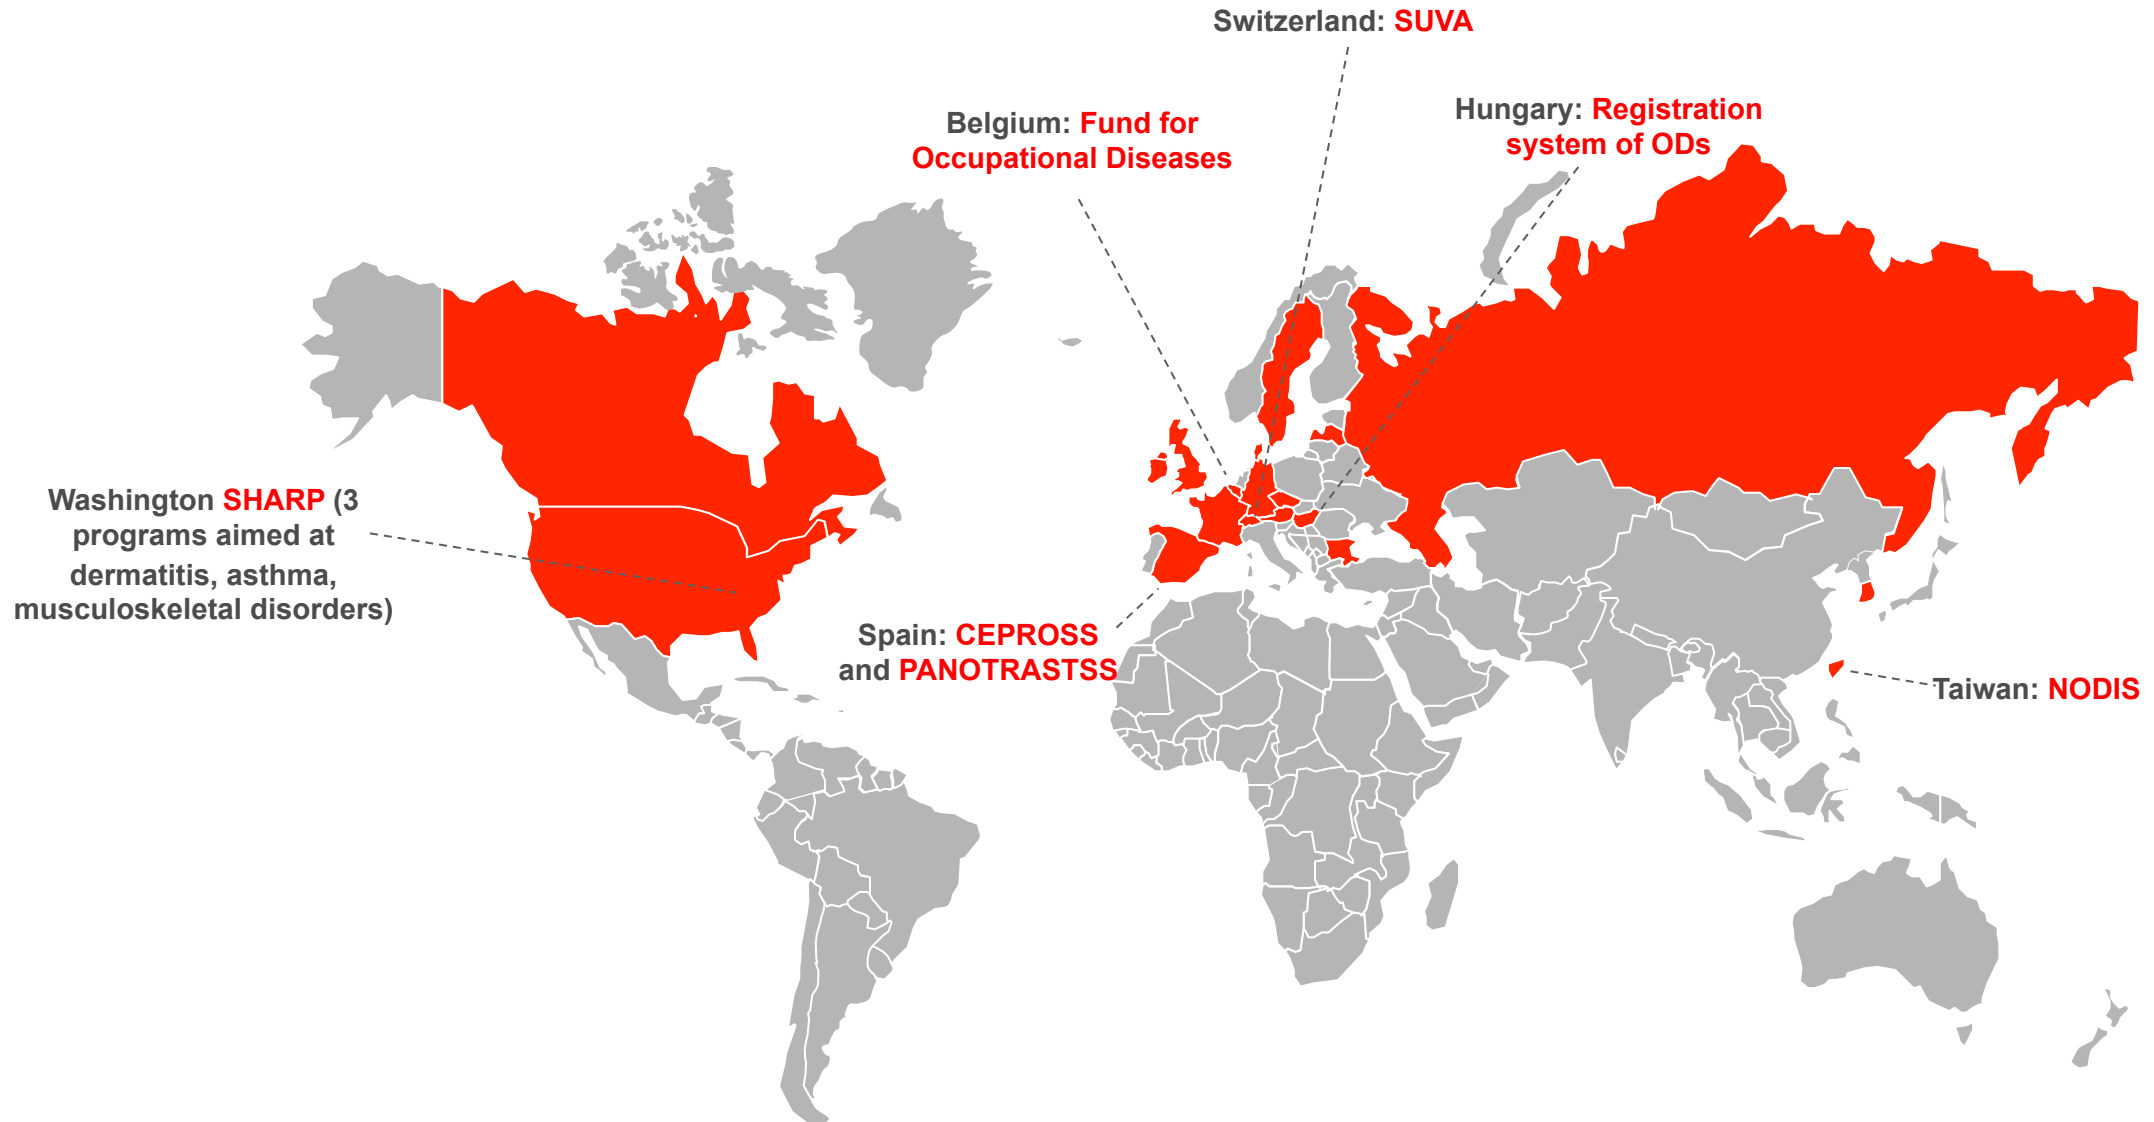 Switzerland: SUVA
Belgium: Fund for
Occupational Diseases
Hungary: Registration
system of ODs
Washington SHARP (3
programs aimed at
dermatitis, asthma,
musculoskeletal disorders)
Spain: CEPROSS
and PANOTRASTSS
Taiwan: NODIS